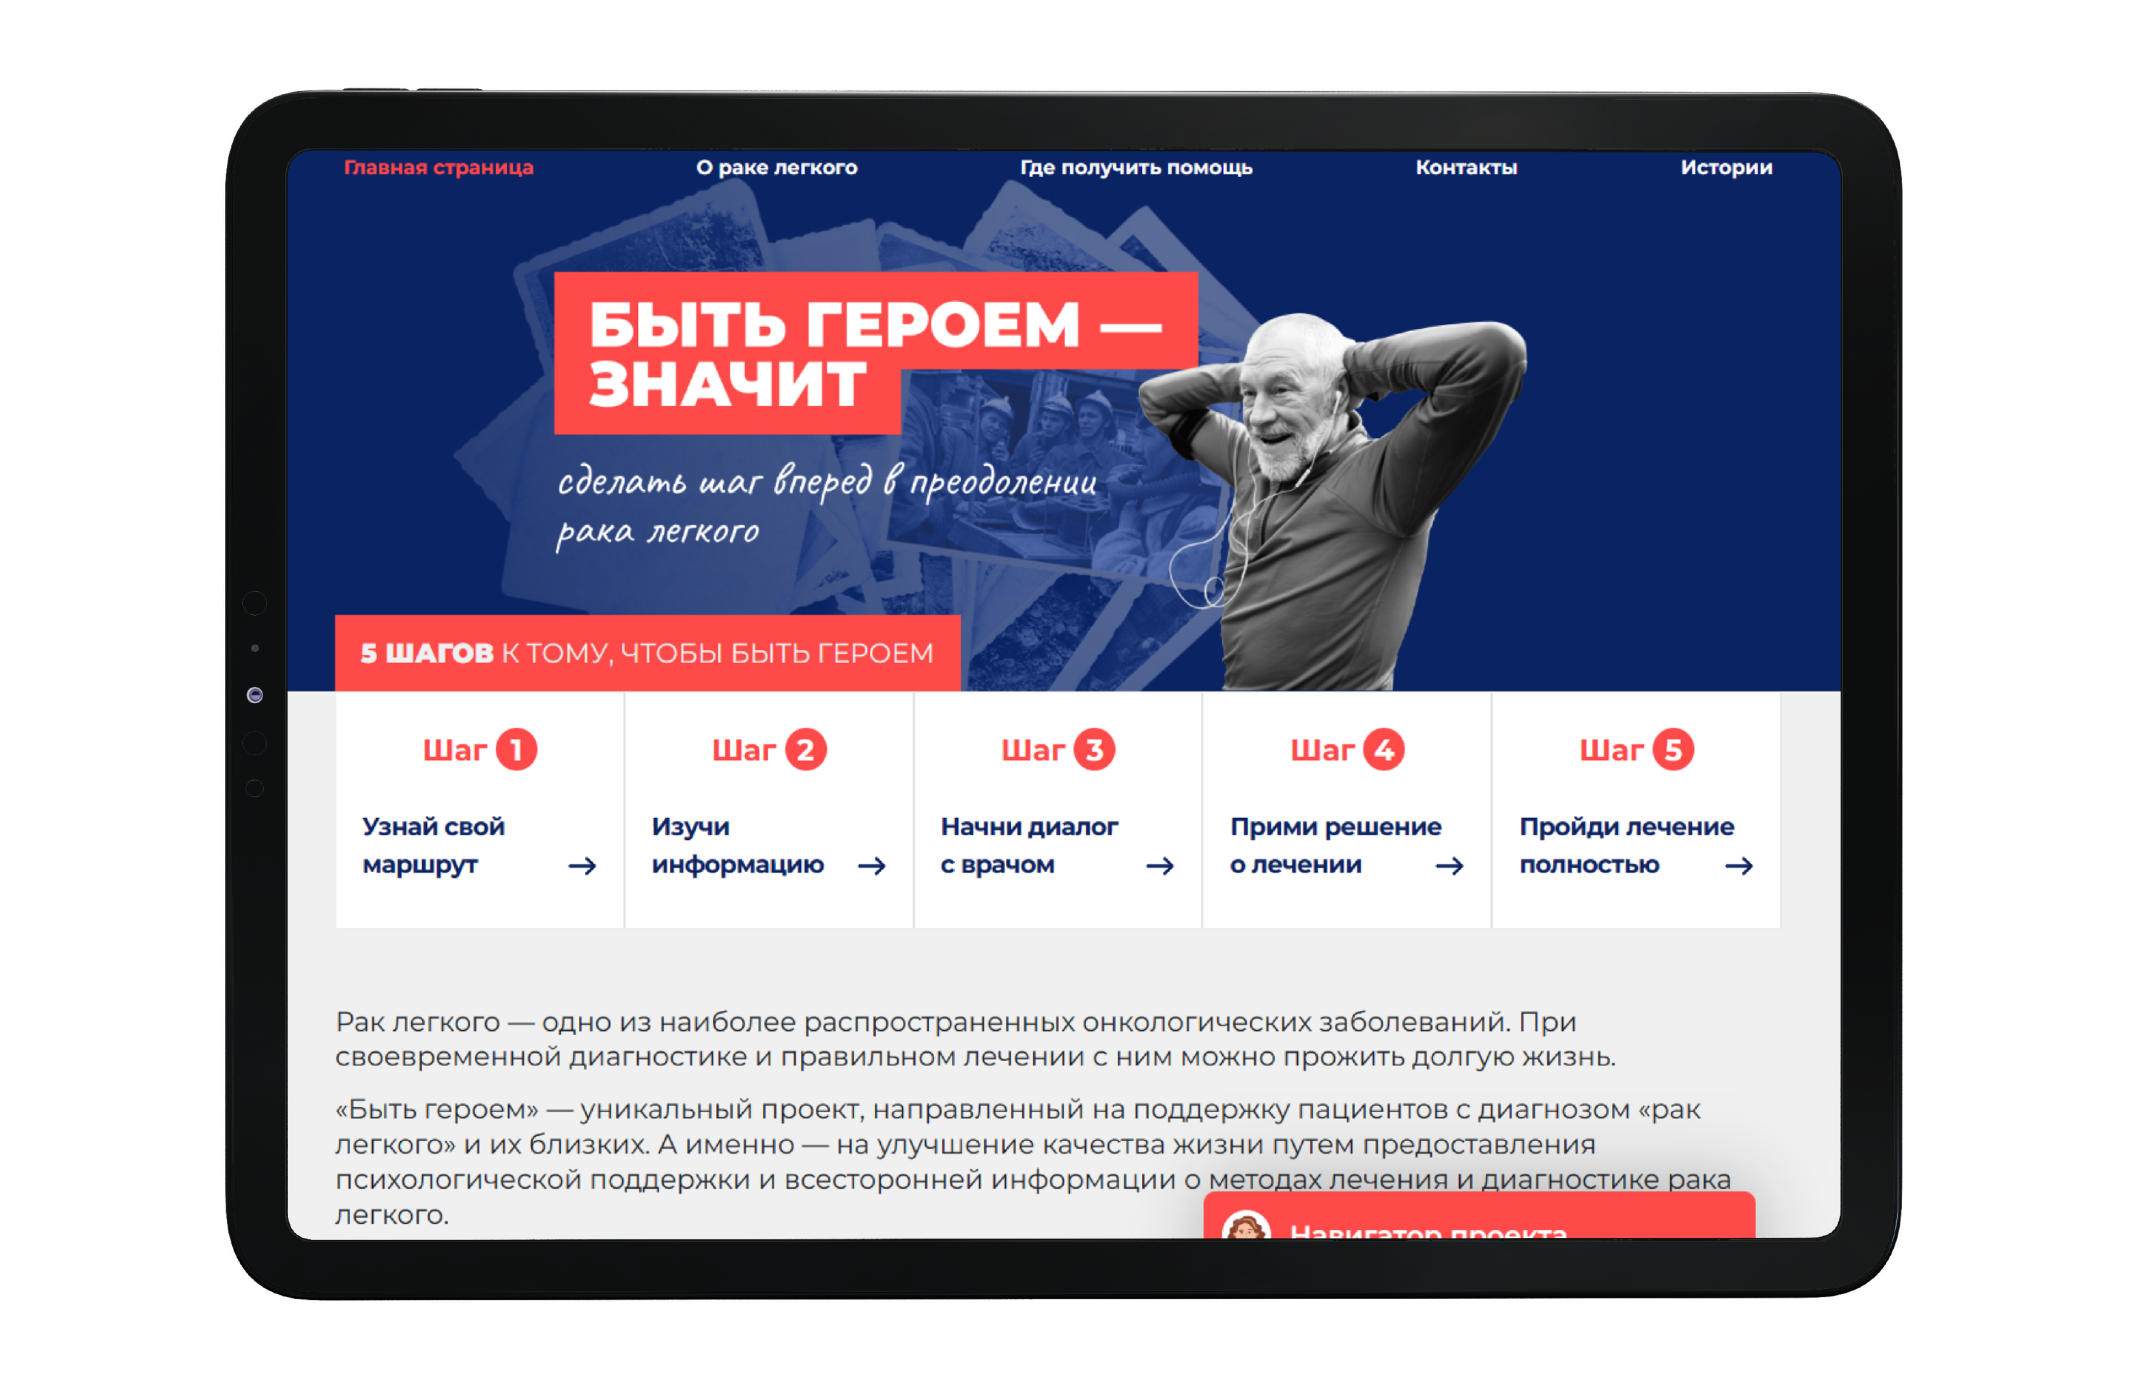 Главная страница
О раке легкого
Где получить помощь
Контакты
Истории
БЫТЬ ГЕРОЕМ —
ЗНАЧИТ
сделать шаг вперед в преодолении
рака легкого
5 ШАГОВ К ТОМУ, ЧТОБЫ БЫТЬ ГЕРОЕМ
Шаг 1
Узнай свой
маршрут
Шаг 2
Изучи
информацию
Шаг 3
Начни диалог
с врачом
Шаг 4
Прими решение
о лечении
Шаг 5
Пройди лечение
полностью
Рак легкого — одно из наиболее распространенных онкологических заболеваний. При
своевременной диагностике и правильном лечении с ним можно прожить долгую жизнь.
«Быть героем» — уникальный проект, направленный на поддержку пациентов с диагнозом «рак
легкого» и их близких. А именно — на улучшение качества жизни путем предоставления
психологической поддержки и всесторонней информации о методах лечения и диагностике рака
легкого.
Навигатор проекта